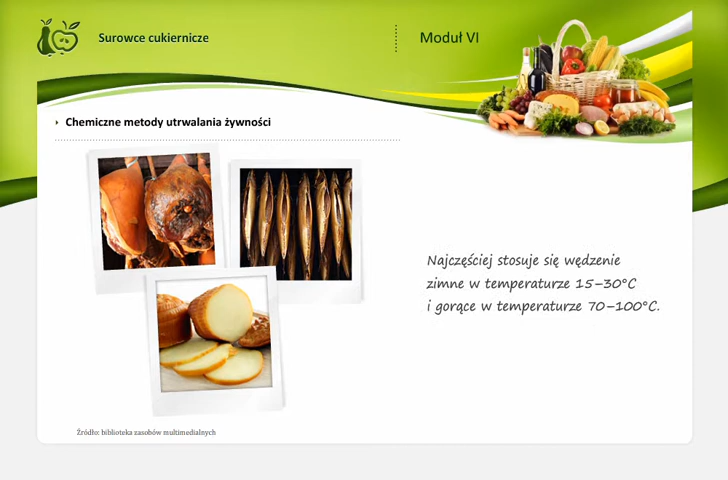 Surowce cukiernicze
Moduł VI
Chemiczne metody utrwalania żywności
Najczęściej stosuje się wędzenie
zimne w temperaturze 15–30°C
i gorące w temperaturze 70–100°C.
Źródło: biblioteka zasobów multimedialnych